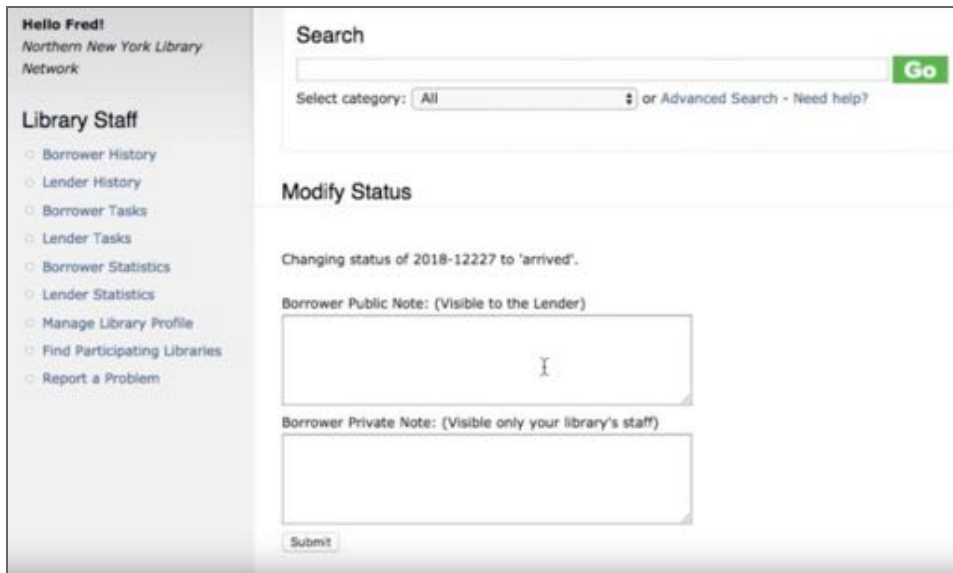 Hello Fred!
Northern New York Library
Network
Library Staff
Borrower History
Lender History
Borrower Tasks
Lender Tasks
Borrower Statistics
Lender Statistics
Manage Library Profile
Find Participating Libraries
Report a Problem
Search
Go
Select category: All or Advanced Search - Need help?
Modify Status
Changing status of 2018-12227 to 'arrived'.
Borrower Public Note: (Visible to the Lender)
Borrower Private Note: (Visible only your library's staff)
Submit